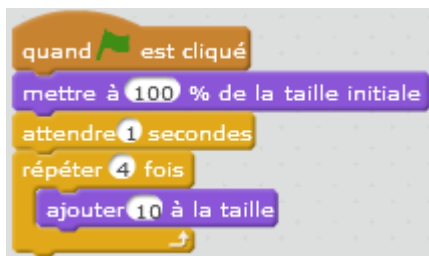 quand est cliqué
mettre à 100 % de la taille initiale
attendre 1 secondes
répéter 4 fois
ajouter 10 à la taille